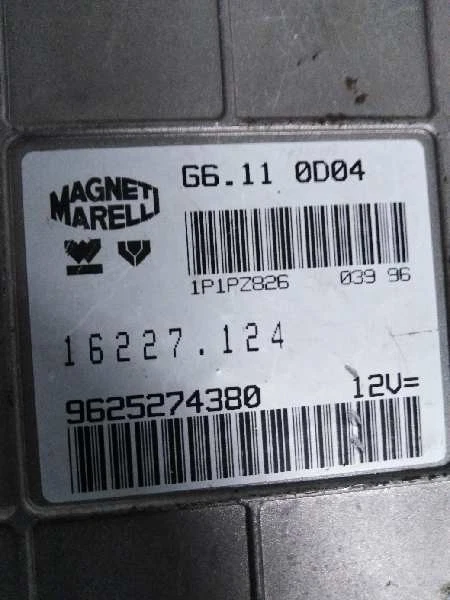 MAGNETI
MARELLI
G6.11 0D04
1P1PZ826 039 96
16227.124
9625274380 12V=